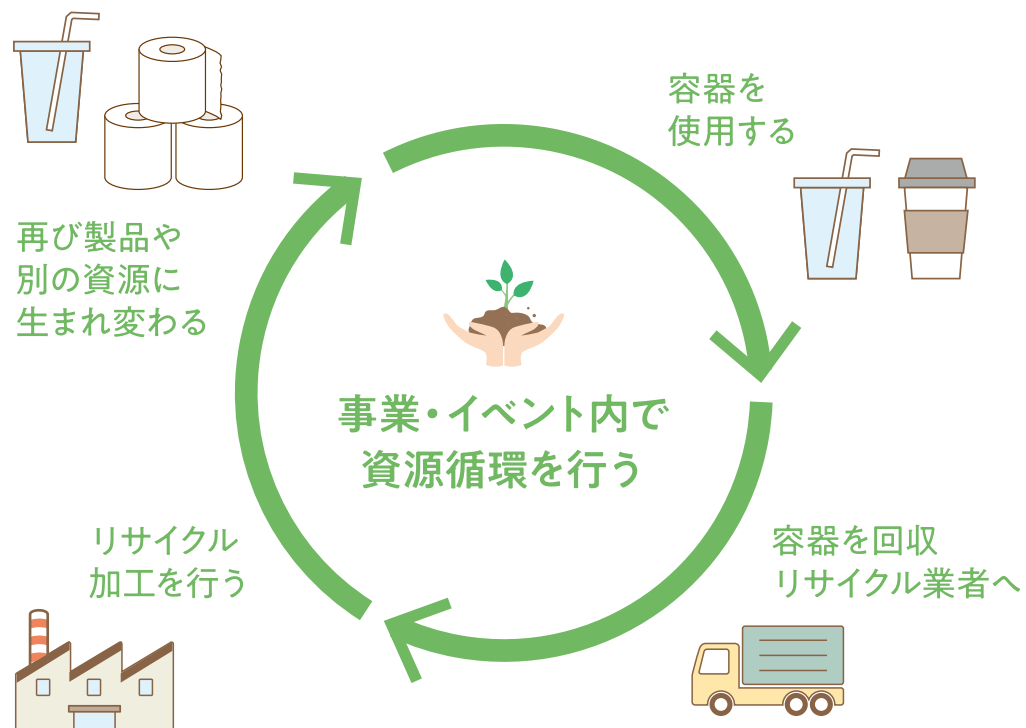 容器を
使用する
再び製品や
別の資源に
生まれ変わる
事業・イベント内で
資源循環を行う
リサイクル
加工を行う
容器を回収
リサイクル業者へ